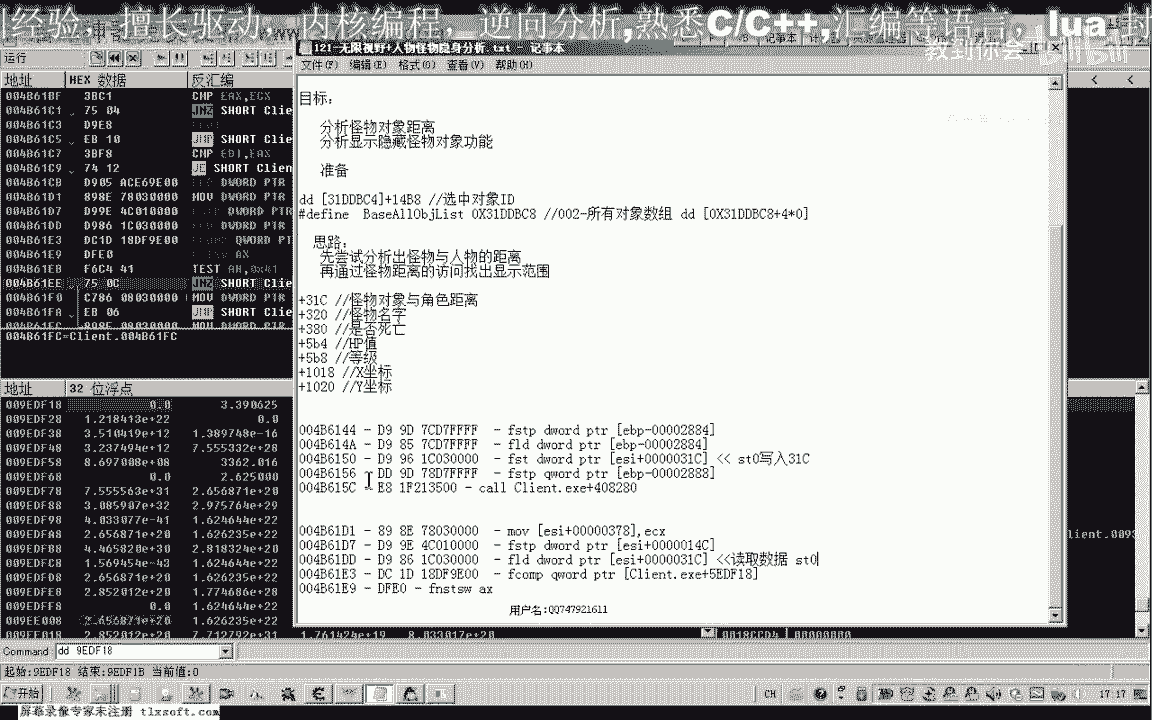 经验，擅长驱动、内核编程，逆向分析,熟悉C/C++,汇编等语言。lua
教到你会 bilibili
121-无限视野+人物怪物隐身分析.txt - 记事本
运行
文件(F) 编辑(E) 格式(O) 查看(V) 帮助(H)
地址 HEX 数据 反汇编
004B61BF 3BC1 CMP EAX,ECX
004B61C1 75 04 JNZ SHORT Clie
004B61C3 D9E8
004B61C5 EB 10 JMP SHORT Clie
004B61C7 3BF8 CMP EDI,EAX
004B61C9 74 12 JE SHORT Clien
004B61CB D905 ACE69E00 DWORD PTR
004B61D1 898E 78030000 MOV DWORD PTR
004B61D7 D99E 4C010000 DWORD PTR
004B61DD D986 1C030000 DWORD PTR
004B61E3 DC1D 18DF9E00 QWORD PT
004B61E9 DFE0 AX
004B61EB F6C4 41 TEST AH,0x41
004B61EE 75 0C JNZ SHORT Clie
004B61F0 C786 08030000 MOV DWORD PTR
004B61FA EB 06 JMP SHORT Clie
004B61FC 898E 08030000 MOV DWORD PTR
004B61FC=Client.004B61FC
目标：
分析怪物对象距离
分析显示隐藏怪物对象功能
准备
dd [31DDBC4]+14B8 //选中对象ID
#define BaseAllObjList 0X31DDBC8 //002-所有对象数组 dd [0X31DDBC8+4*0]
思路：
先尝试分析出怪物与人物的距离
再通过怪物距离的访问找出显示范围
+31C //怪物对象与角色距离
+320 //怪物名字
+380 //是否死亡
+5b4 //HP值
+5b8 //等级
+1018 //X坐标
+1020 //Y坐标
004B6144 - D9 9D 7CD7FFFF - fstp dword ptr [ebp-00002884]
004B614A - D9 85 7CD7FFFF - fld dword ptr [ebp-00002884]
004B6150 - D9 96 1C030000 - fst dword ptr [esi+0000031C] << st0写入31C
004B6156 - DD 9D 78D7FFFF - fstp qword ptr [ebp-00002888]
004B615C - E8 1F213500 - call Client.exe+408280
004B61D1 - 89 8E 78030000 - mov [esi+00000378],ecx
004B61D7 - D9 9E 4C010000 - fstp dword ptr [esi+0000014C]
004B61DD - D9 86 1C030000 - fld dword ptr [esi+0000031C] <<读取数据 st0
004B61E3 - DC 1D 18DF9E00 - fcomp qword ptr [Client.exe+5EDF18]
004B61E9 - DFE0 - fnstsw ax
用户名:QQ747921611
地址 32 位浮点
009EDF18 0.0 3.390625
009EDF28 1.218413e+22 0.0
009EDF38 3.510419e+12 1.389748e-16
009EDF48 3.237494e+12 7.555332e+28
009EDF58 8.697008e+08 3362.016
009EDF68 0.0 2.625000
009EDF78 7.555563e+31 2.656871e+20
009EDF88 3.085907e+32 2.975764e+29
009EDF98 4.033077e-41 1.624644e+22
009EDFA8 2.656871e+20 1.626235e+22
009EDFB8 4.465820e+30 2.818324e+20
009EDFC8 1.569454e-43 1.624644e+22
009EDFD8 2.656871e+20 1.626235e+22
009EDFE8 2.852012e+20 1.774686e+28
009EDFF8 0.0 1.624644e+22
009EE008 2.656871e+20 1.626235e+22
009EE018 2.852012e+20 7.712792e+31 1.761424e+19 8.033017e+20
0018CCD4 00000000
Command dd 9EDF18
起始:9EDF18 结束:9EDF1B 当前值:0
开始 CH 17:17
屏幕录像专家未注册 tlxsoft.com